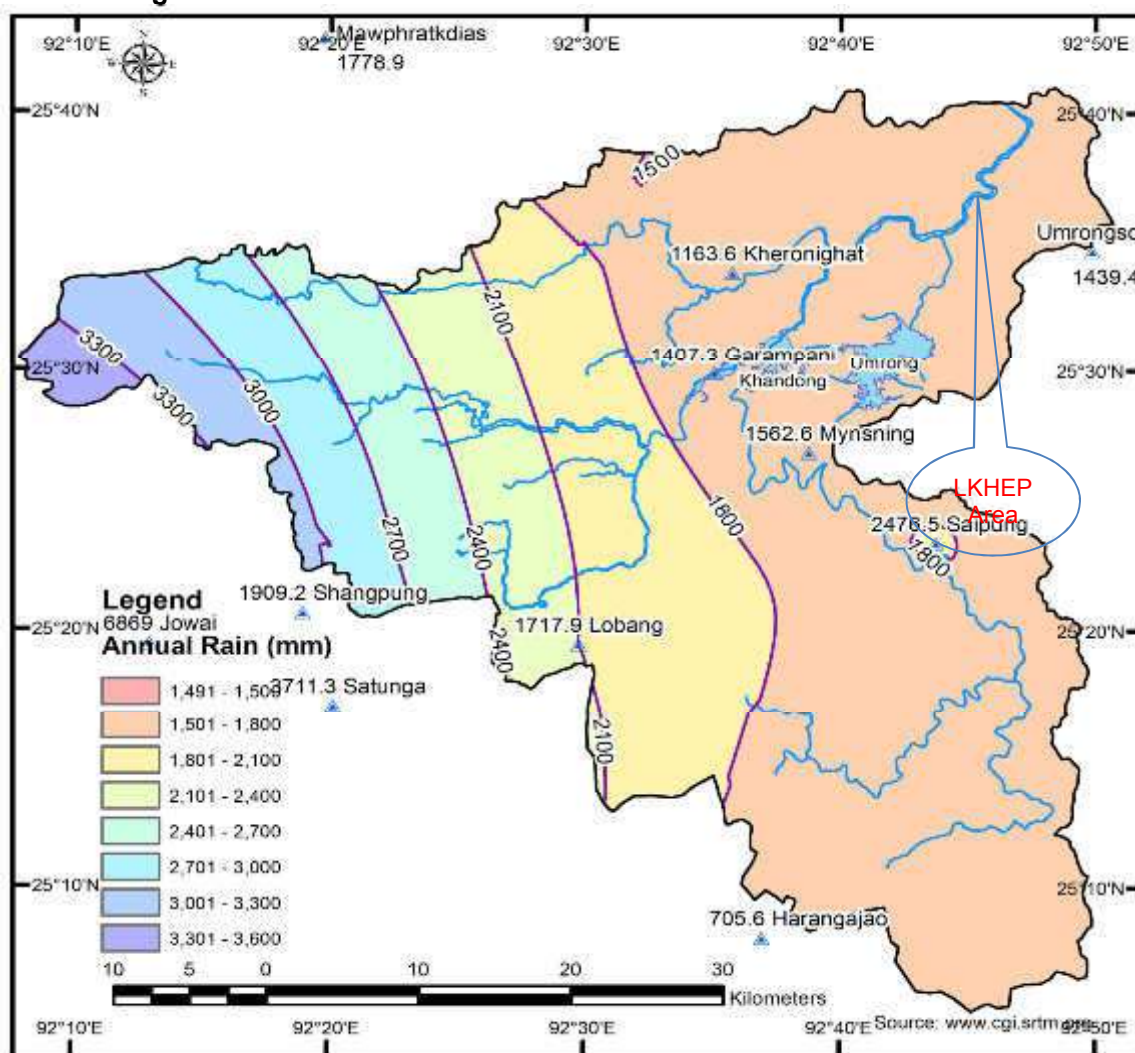 92°10'E 92°20'E 92°30'E 92°40'E 92°50'E
Mawphratkdias
1778.9
N
E
S
25°40'N 25°40'N
1500
Umrongso
1163.6 Kheronighat
1439.4
2100
3300
1407.3 Garampani
Umrong
25°30'N 25°30'N
Khandong
3300
3000
1562.6 Mynsning
LKHEP
Area
1800
2476.5 Saipung
1800
2700
2400
Legend
1909.2 Shangpung
6869 Jowai
1717.9 Lobang
25°20'N 25°20'N
Annual Rain (mm)
2400
1,491 - 1,500
3711.3 Satunga
1,501 - 1,800
2100
1,801 - 2,100
2,101 - 2,400
2,401 - 2,700
2,701 - 3,000
25°10'N 25°10'N
3,001 - 3,300
705.6 Harangajao
3,301 - 3,600
10 5 0 10 20 30
Kilometers
Source: www.cgi.srtm.org
92°10'E 92°20'E 92°30'E 92°40'E 92°50'E